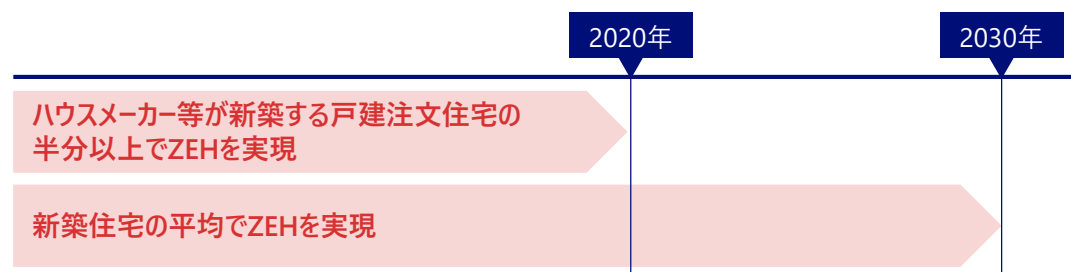 2020年
2030年
ハウスメーカー等が新築する戸建注文住宅の
半分以上でZEHを実現
新築住宅の平均でZEHを実現